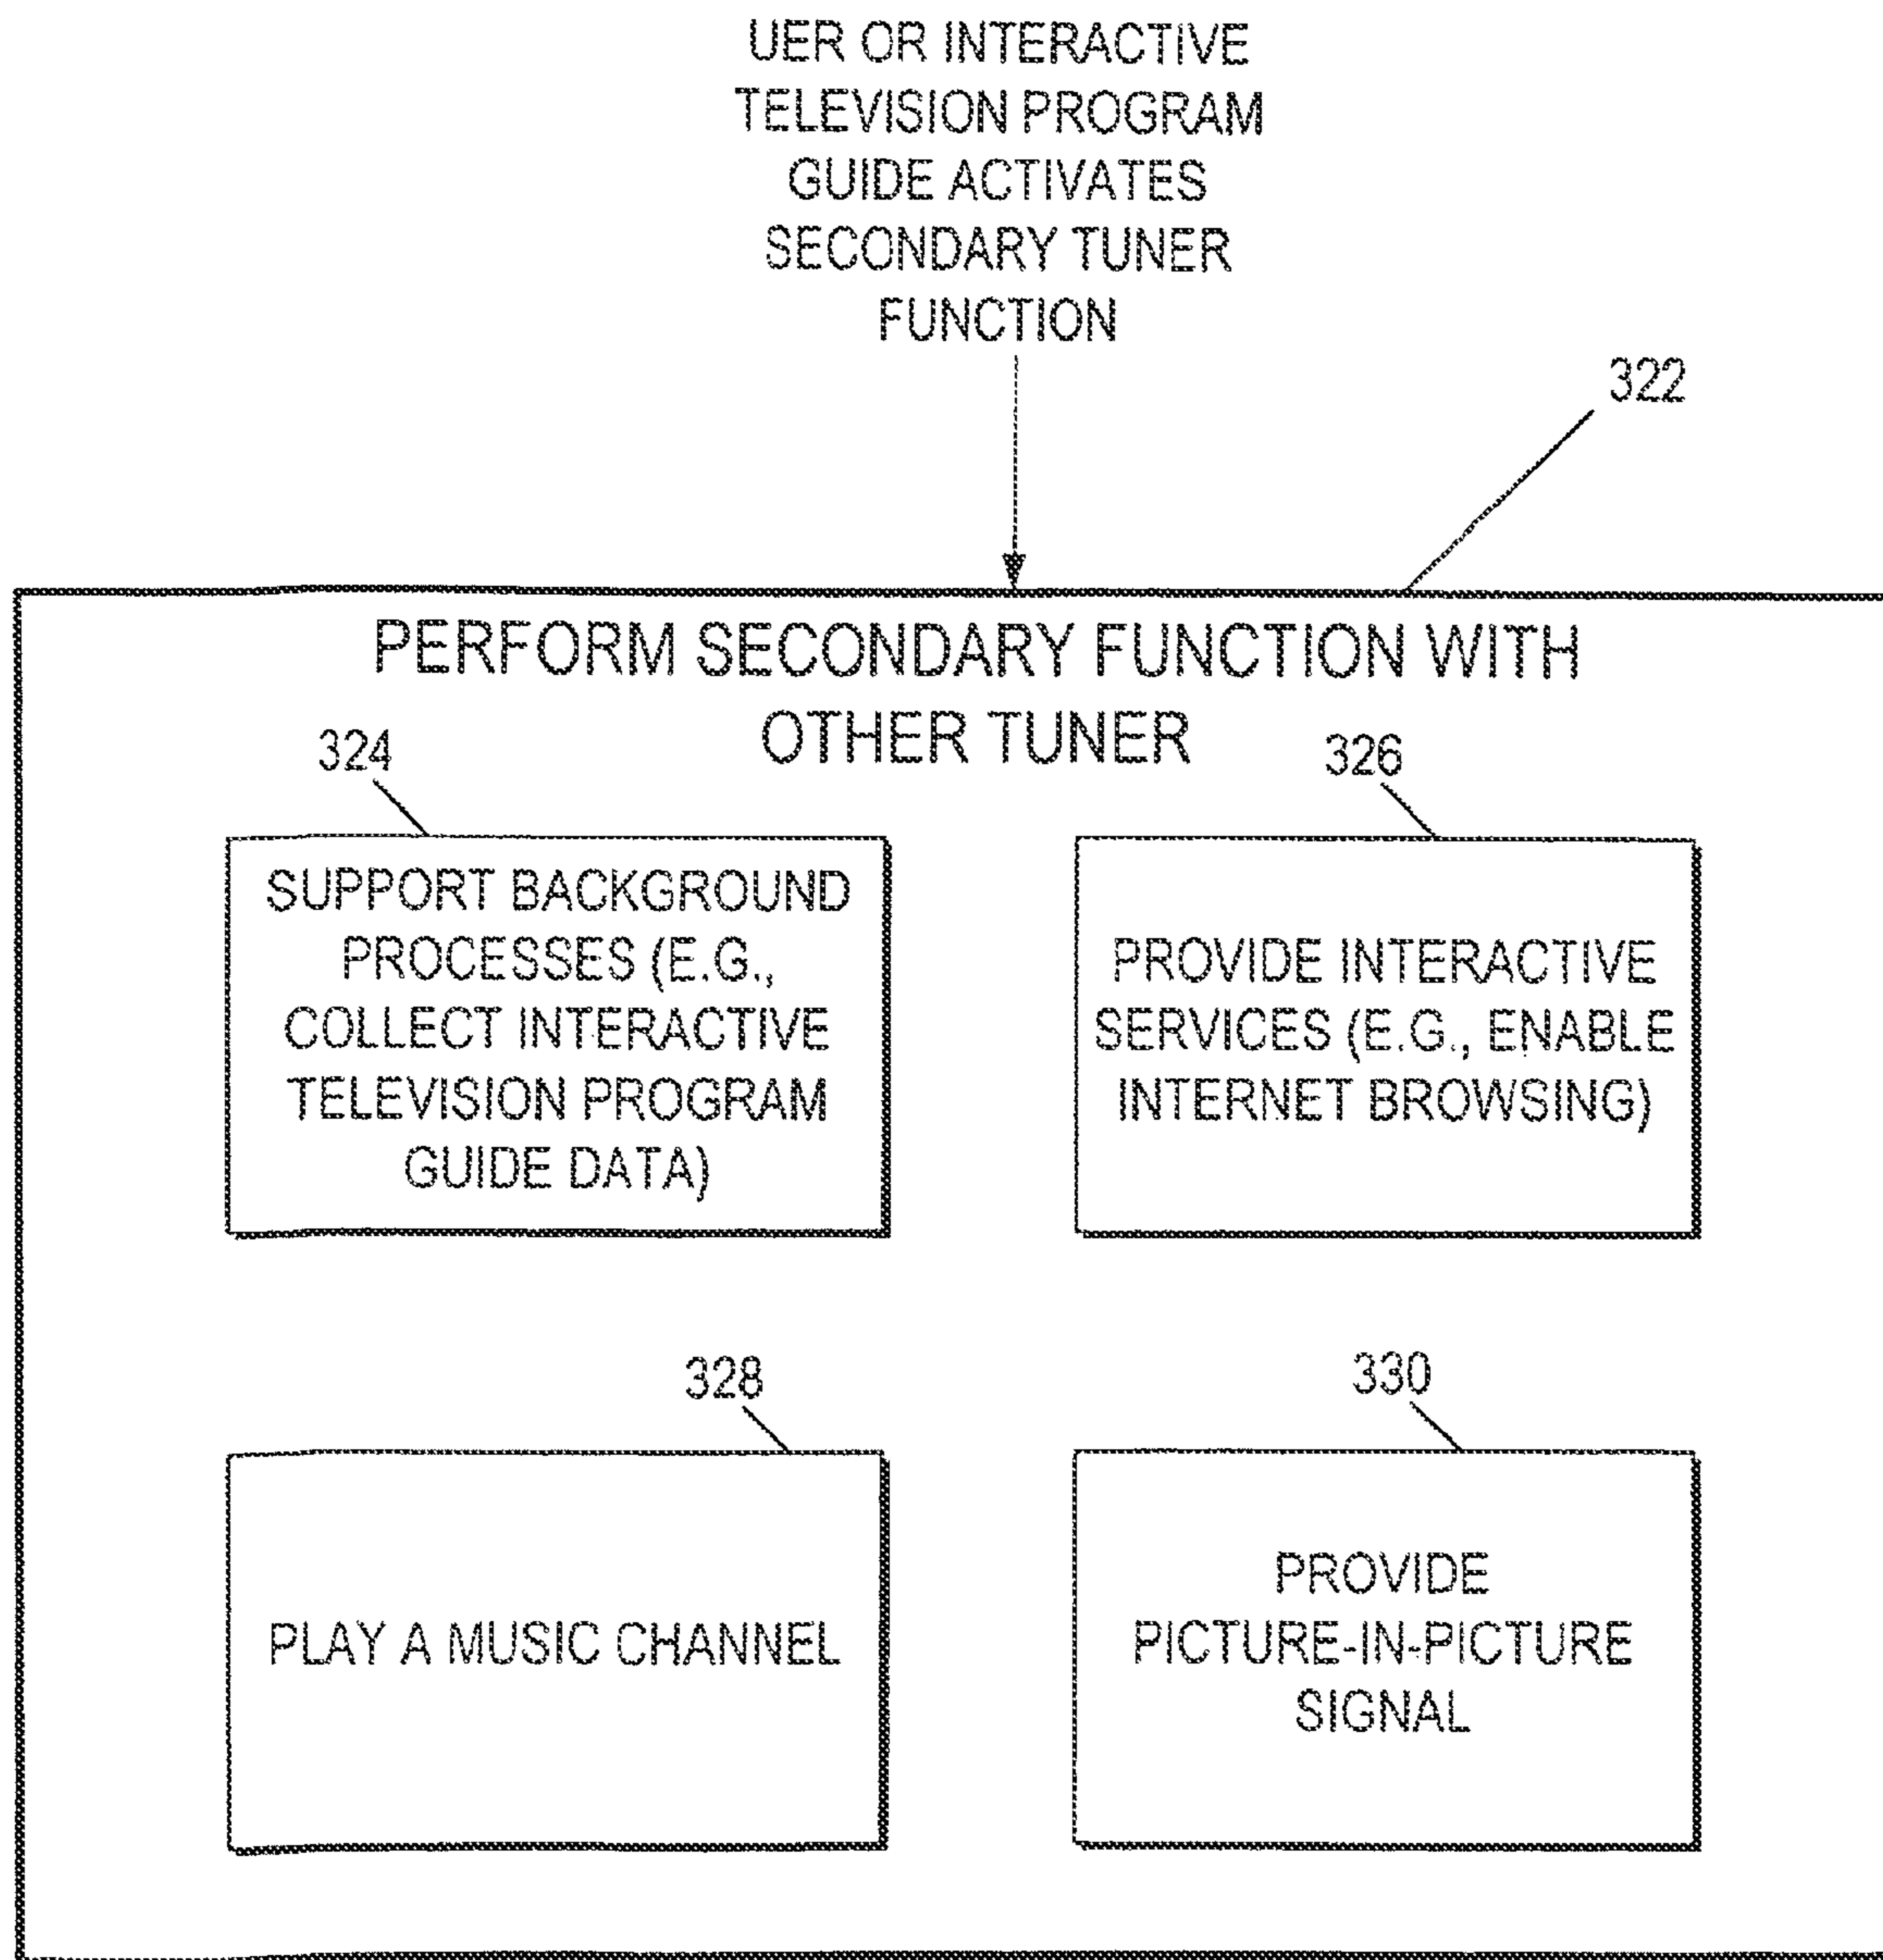 UER OR INTERACTIVE
TELEVISION PROGRAM
GUIDE ACTIVATES
SECONDARY TUNER
FUNCTION
322
PERFORM SECONDARY FUNCTION WITH
OTHER TUNER
324
SUPPORT BACKGROUND
PROCESSES (E.G.,
COLLECT INTERACTIVE
TELEVISION PROGRAM
GUIDE DATA)
326
PROVIDE INTERACTIVE
SERVICES (E.G., ENABLE
INTERNET BROWSING)
328
PLAY A MUSIC CHANNEL
330
PROVIDE
PICTURE-IN-PICTURE
SIGNAL